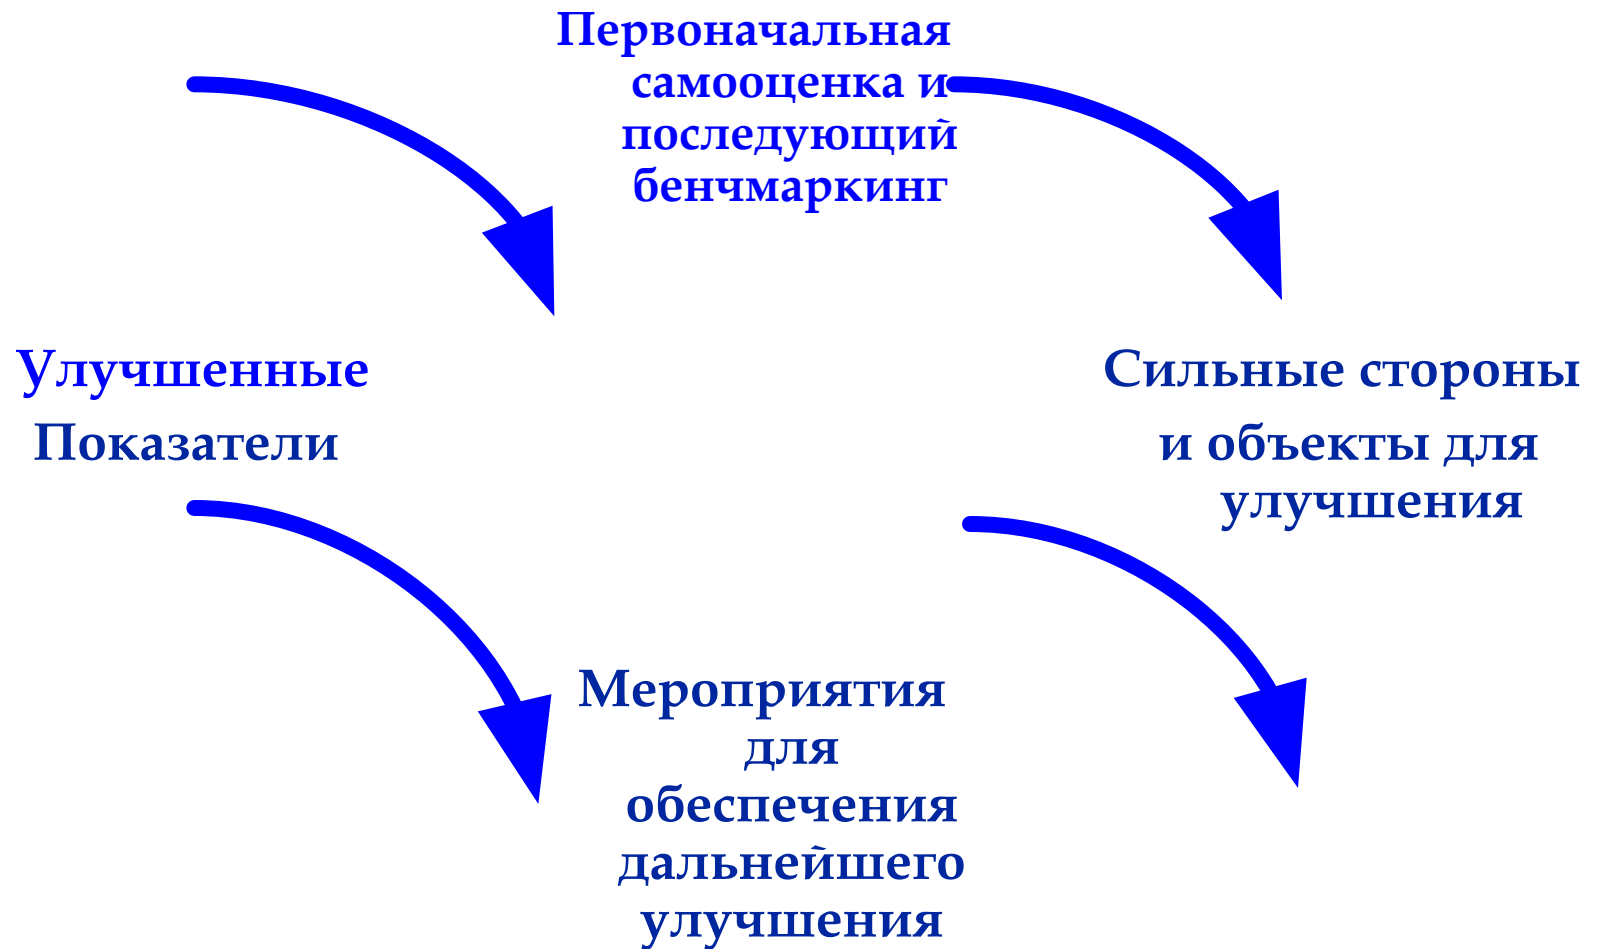 Первоначальная
самооценка и
последующий
бенчмаркинг
Улучшенные
Показатели
Сильные стороны
и объекты для
улучшения
Мероприятия
для
обеспечения
дальнейшего
улучшения